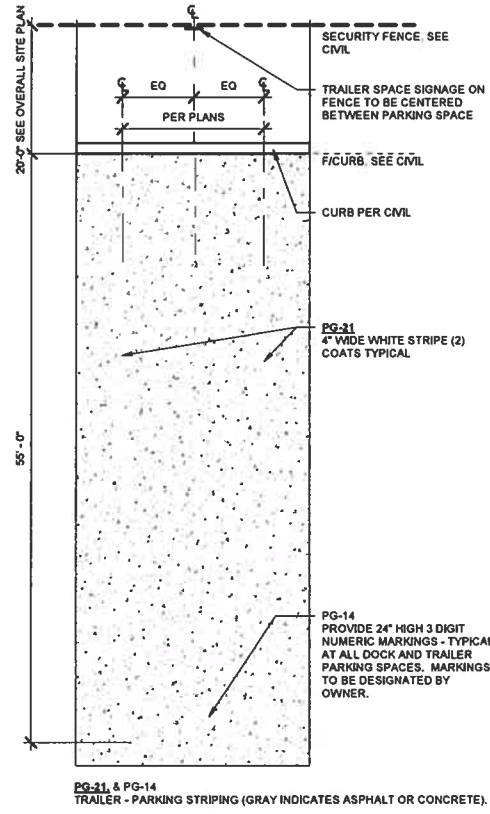 ℄
20'-0" SEE OVERALL SITE PLAN
SECURITY FENCE, SEE
CIVIL
℄ EQ EQ ℄
TRAILER SPACE SIGNAGE ON
FENCE TO BE CENTERED
BETWEEN PARKING SPACE
PER PLANS
F/CURB, SEE CIVIL
CURB PER CIVIL
PG-21
4" WIDE WHITE STRIPE (2)
COATS TYPICAL
55' - 0"
PG-14
PROVIDE 24" HIGH 3 DIGIT
NUMERIC MARKINGS - TYPICAL
AT ALL DOCK AND TRAILER
PARKING SPACES. MARKINGS
TO BE DESIGNATED BY
OWNER.
PG-21, & PG-14
TRAILER - PARKING STRIPING (GRAY INDICATES ASPHALT OR CONCRETE).